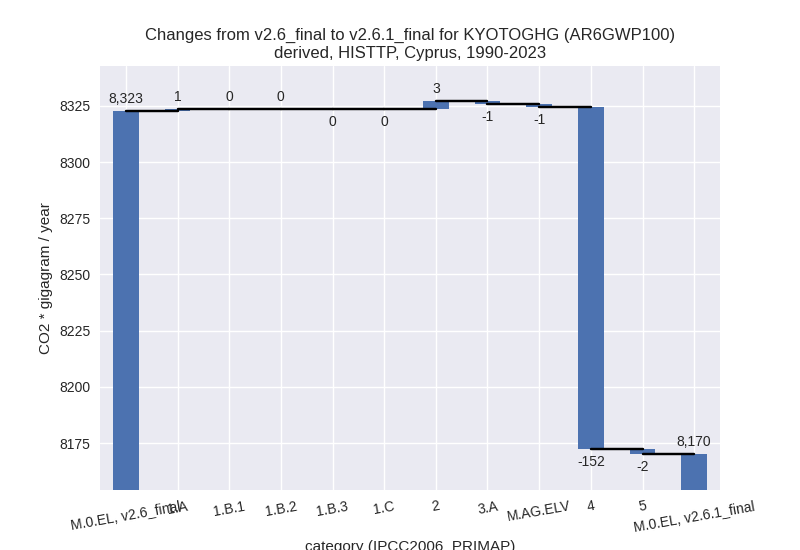 Changes from v2.6_final to v2.6.1_final for KYOTOGHG (AR6GWP100)
derived, HISTTP, Cyprus, 1990-2023
8,323
1
0
0
0
0
3
-1
-1
-152
-2
8,170
8325
8300
8275
8250
8225
8200
8175
CO2 * gigagram / year
M.0.EL, v2.6_final
1.A
1.B.1
1.B.2
1.B.3
1.C
2
3.A
M.AG.ELV
4
5
M.0.EL, v2.6.1_final
category (IPCC2006_PRIMAP)